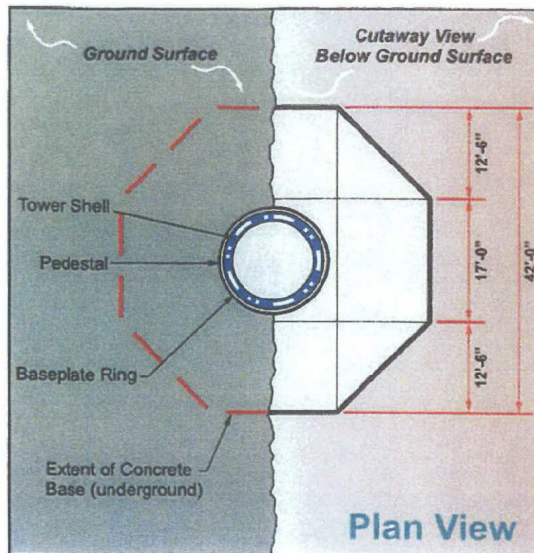 Ground Surface
Cutaway View
Below Ground Surface
Tower Shell
Pedestal
Baseplate Ring
Extent of Concrete
Base (underground)
12'-6"
17'-0"
12'-6"
42'-0"
Plan View